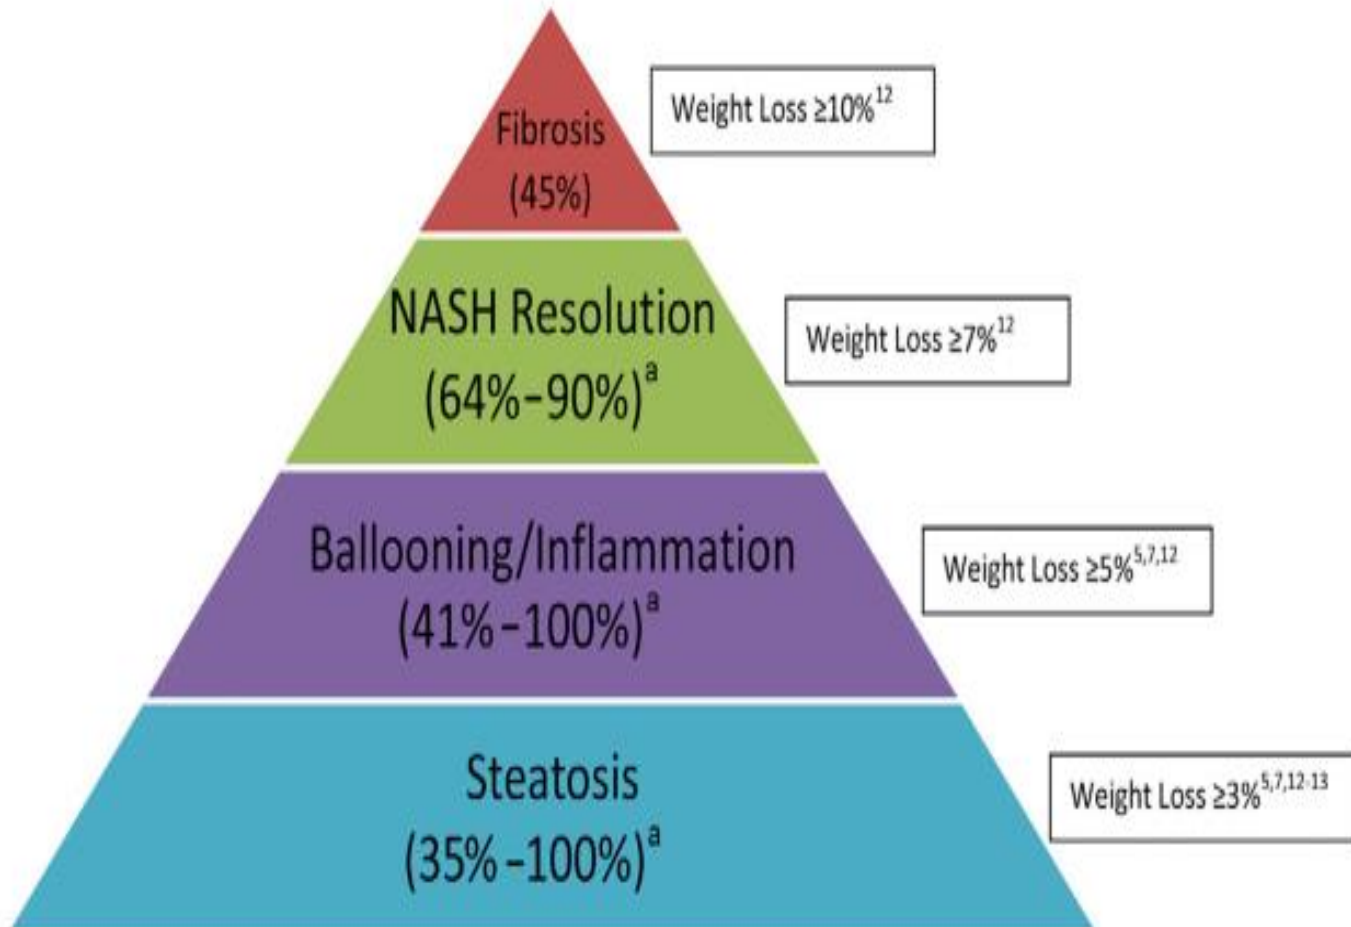 Fibrosis
(45%)
Weight Loss ≥10%¹²
NASH Resolution
(64%–90%)ᵃ
Weight Loss ≥7%¹²
Ballooning/Inflammation
(41%–100%)ᵃ
Weight Loss ≥5%⁵,⁷,¹²
Steatosis
(35%–100%)ᵃ
Weight Loss ≥3%⁵,⁷,¹²⁻¹³